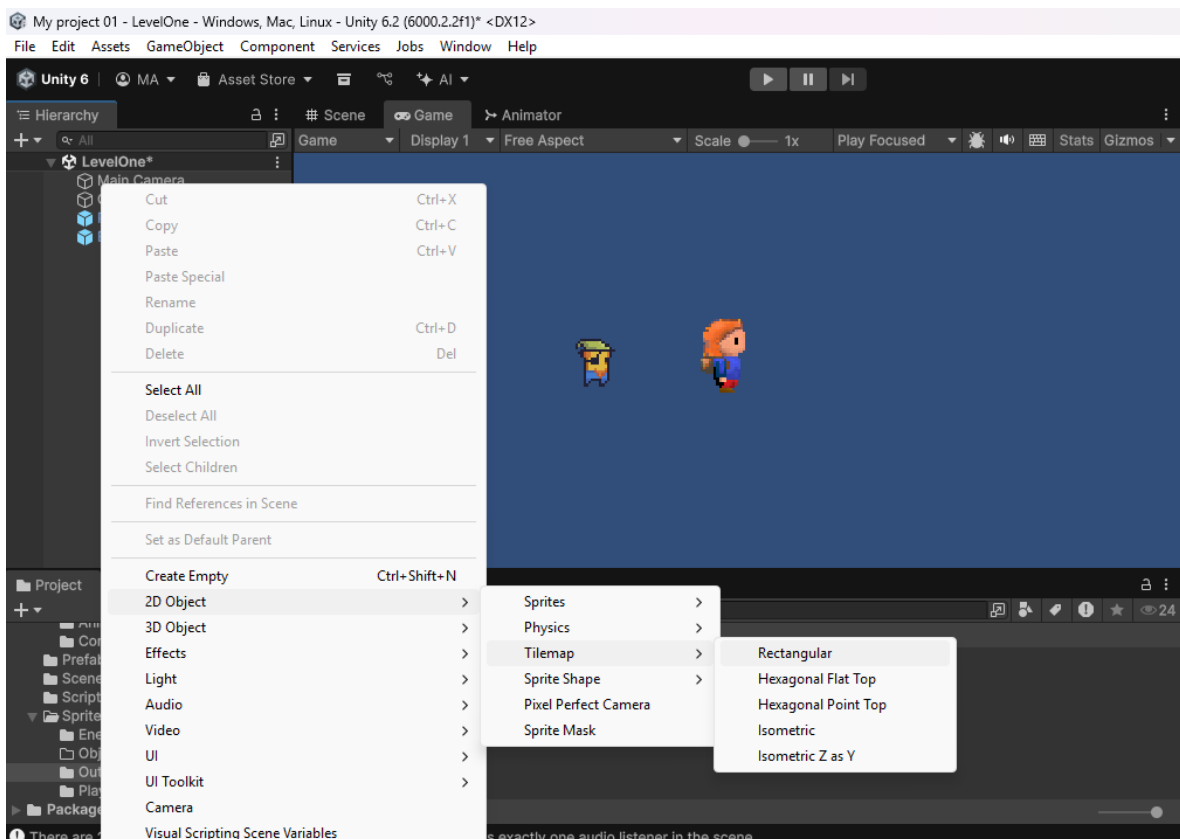 My project 01 - LevelOne - Windows, Mac, Linux - Unity 6.2 (6000.2.2f1)* <DX12>
File Edit Assets GameObject Component Services Jobs Window Help
Unity 6 MA Asset Store AI
Hierarchy # Scene Game Animator
All Game Display 1 Free Aspect Scale 1x Play Focused Stats Gizmos
LevelOne*
Main Camera
Cut Ctrl+X
Copy Ctrl+C
Paste Ctrl+V
Paste Special
Rename
Duplicate Ctrl+D
Delete Del
Select All
Deselect All
Invert Selection
Select Children
Find References in Scene
Set as Default Parent
Create Empty Ctrl+Shift+N
2D Object
3D Object
Effects
Light
Audio
Video
UI
UI Toolkit
Camera
Visual Scripting Scene Variables
Sprites
Physics
Tilemap
Sprite Shape
Pixel Perfect Camera
Sprite Mask
Rectangular
Hexagonal Flat Top
Hexagonal Point Top
Isometric
Isometric Z as Y
Project
24
Con
Prefab
Scene
Script
Sprite
Ene
Obj
Out
Play
Package
There are
s exactly one audio listener in the scene